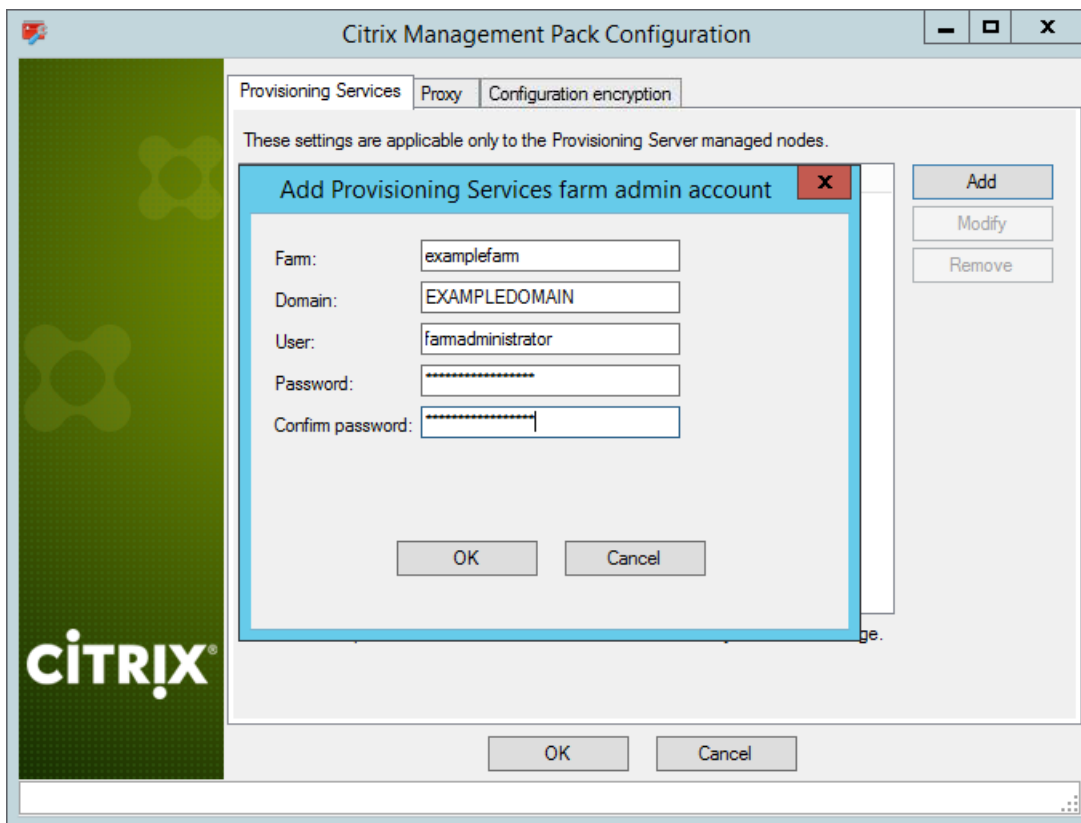 Citrix Management Pack Configuration
Provisioning Services Proxy Configuration encryption
These settings are applicable only to the Provisioning Server managed nodes.
Add Provisioning Services farm admin account
Add
Modify
Remove
Farm: examplefarm
Domain: EXAMPLEDOMAIN
User: farmadministrator
Password: *****************
Confirm password: *****************
OK Cancel
CİTRIX®
OK Cancel